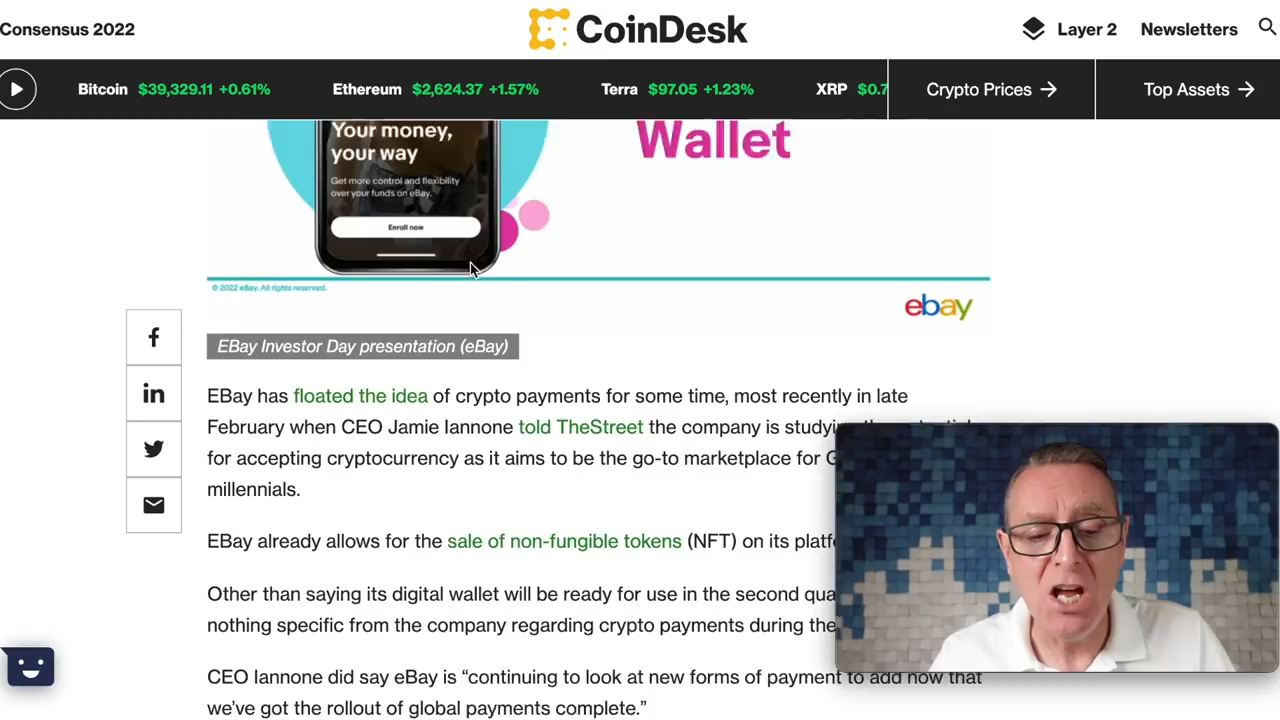 Consensus 2022
CoinDesk
Layer 2
Newsletters
Bitcoin $39,329.11 +0.61%
Ethereum $2,624.37 +1.57%
Terra $97.05 +1.23%
XRP $0.7
Crypto Prices →
Top Assets →
Your money,
your way
Get more control and flexibility
over your funds on eBay.
Enroll now
Wallet
© 2022 eBay. All rights reserved.
ebay
EBay Investor Day presentation (eBay)
EBay has floated the idea of crypto payments for some time, most recently in late
February when CEO Jamie Iannone told TheStreet the company is
for accepting cryptocurrency as it aims to be the go-to marketplace for
millennials.
EBay already allows for the sale of non-fungible tokens (NFT) on its
Other than saying its digital wallet will be ready for use in the second
nothing specific from the company regarding crypto payments during the
CEO Iannone did say eBay is “continuing to look at new forms of payment to add now that
we’ve got the rollout of global payments complete.”